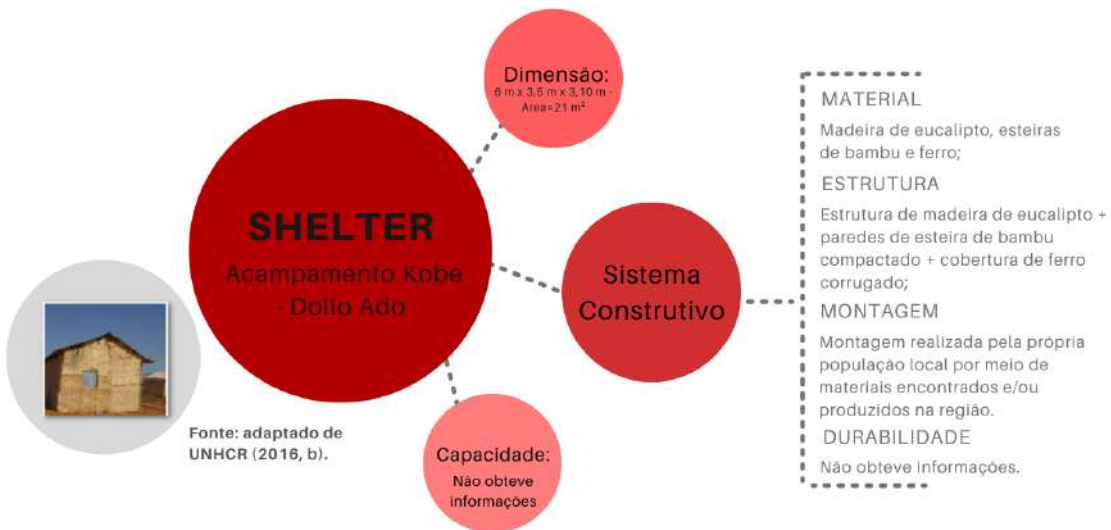 Dimensão:
6 m x 3,5 m x 3,10 m -
Área=21 m²
SHELTER
Acampamento Kobe
- Dollo Ado
Sistema
Construtivo
Capacidade:
Não obteve
informações
Fonte: adaptado de
UNHCR (2016, b).
MATERIAL
Madeira de eucalipto, esteiras
de bambu e ferro;
ESTRUTURA
Estrutura de madeira de eucalipto +
paredes de esteira de bambu
compactado + cobertura de ferro
corrugado;
MONTAGEM
Montagem realizada pela própria
população local por meio de
materiais encontrados e/ou
produzidos na região.
DURABILIDADE
Não obteve informações.